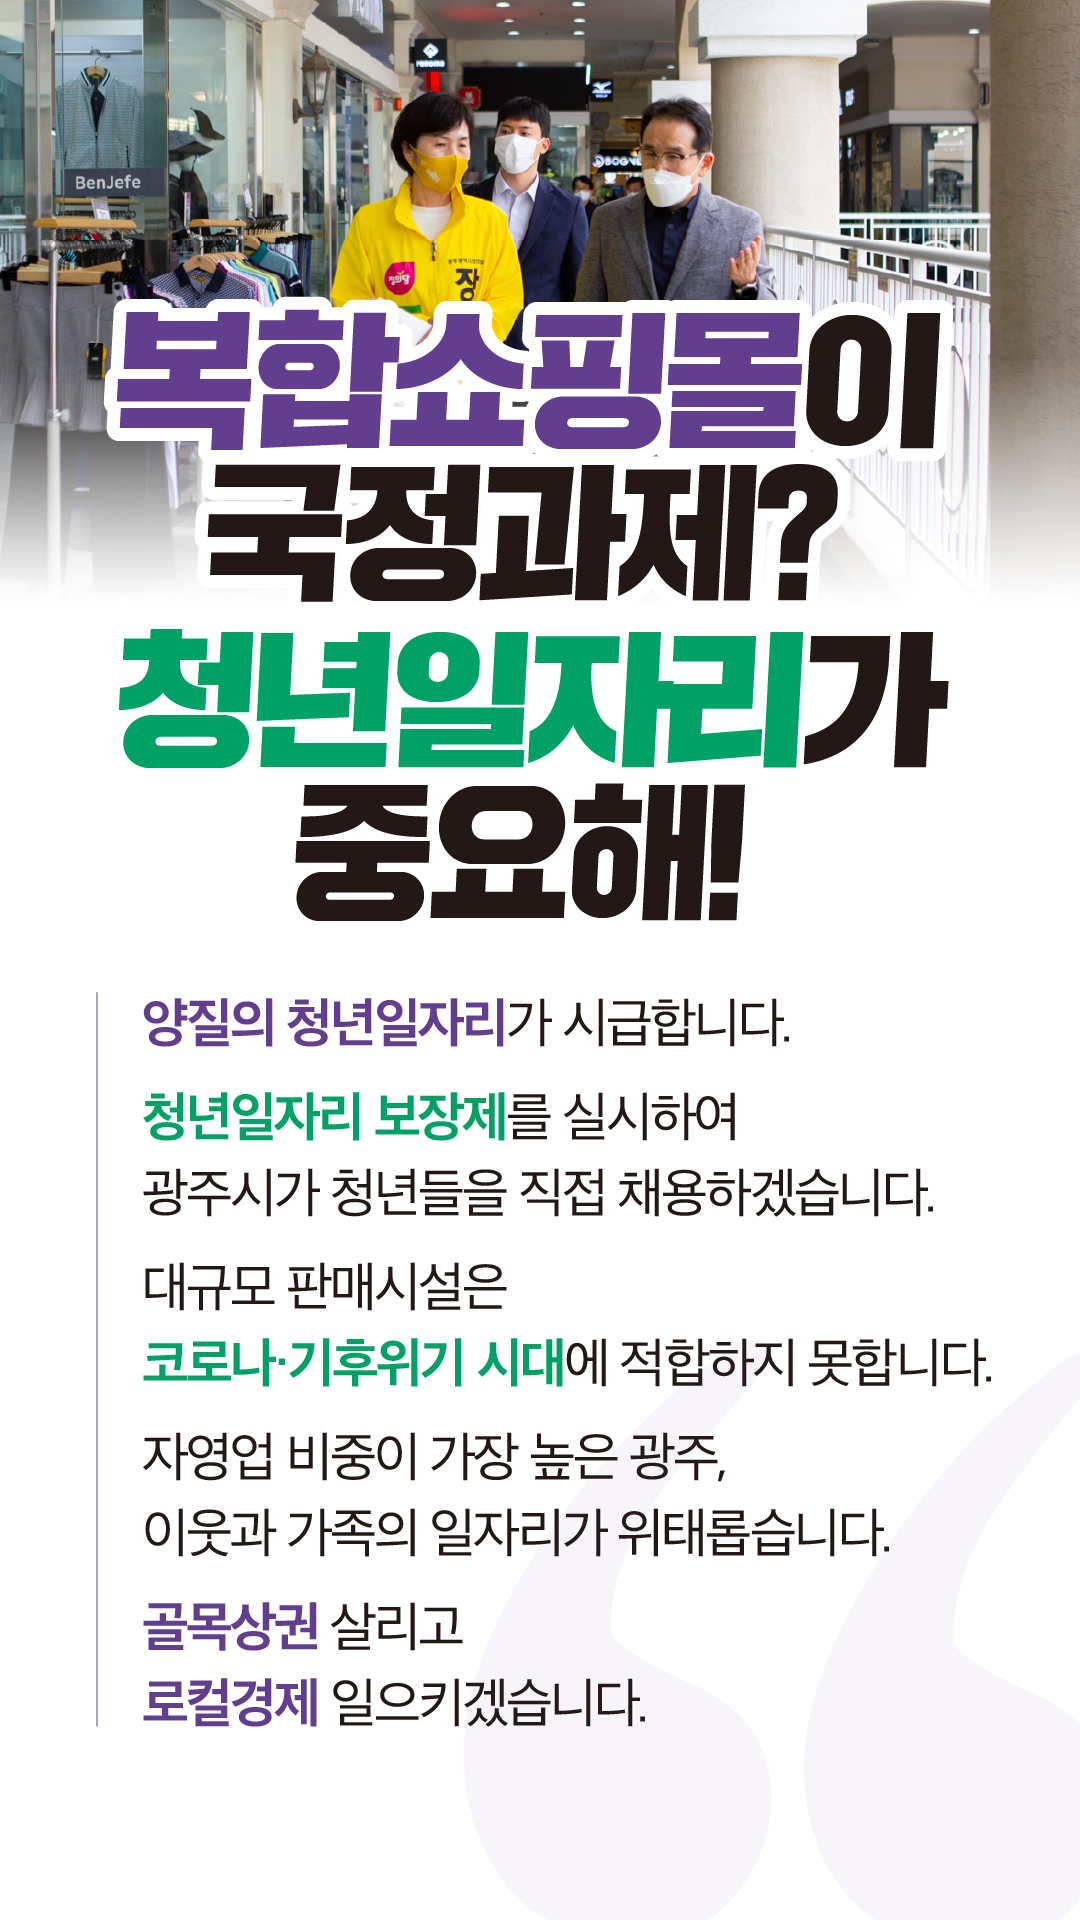 renoma
MIZUNO
GOLF
BenJefe
정의당
장
복합쇼핑몰이
국정과제?
청년일자리가
중요해!
양질의 청년일자리가 시급합니다.
청년일자리 보장제를 실시하여
광주시가 청년들을 직접 채용하겠습니다.
대규모 판매시설은
코로나·기후위기 시대에 적합하지 못합니다.
자영업 비중이 가장 높은 광주,
이웃과 가족의 일자리가 위태롭습니다.
골목상권 살리고
로컬경제 일으키겠습니다.